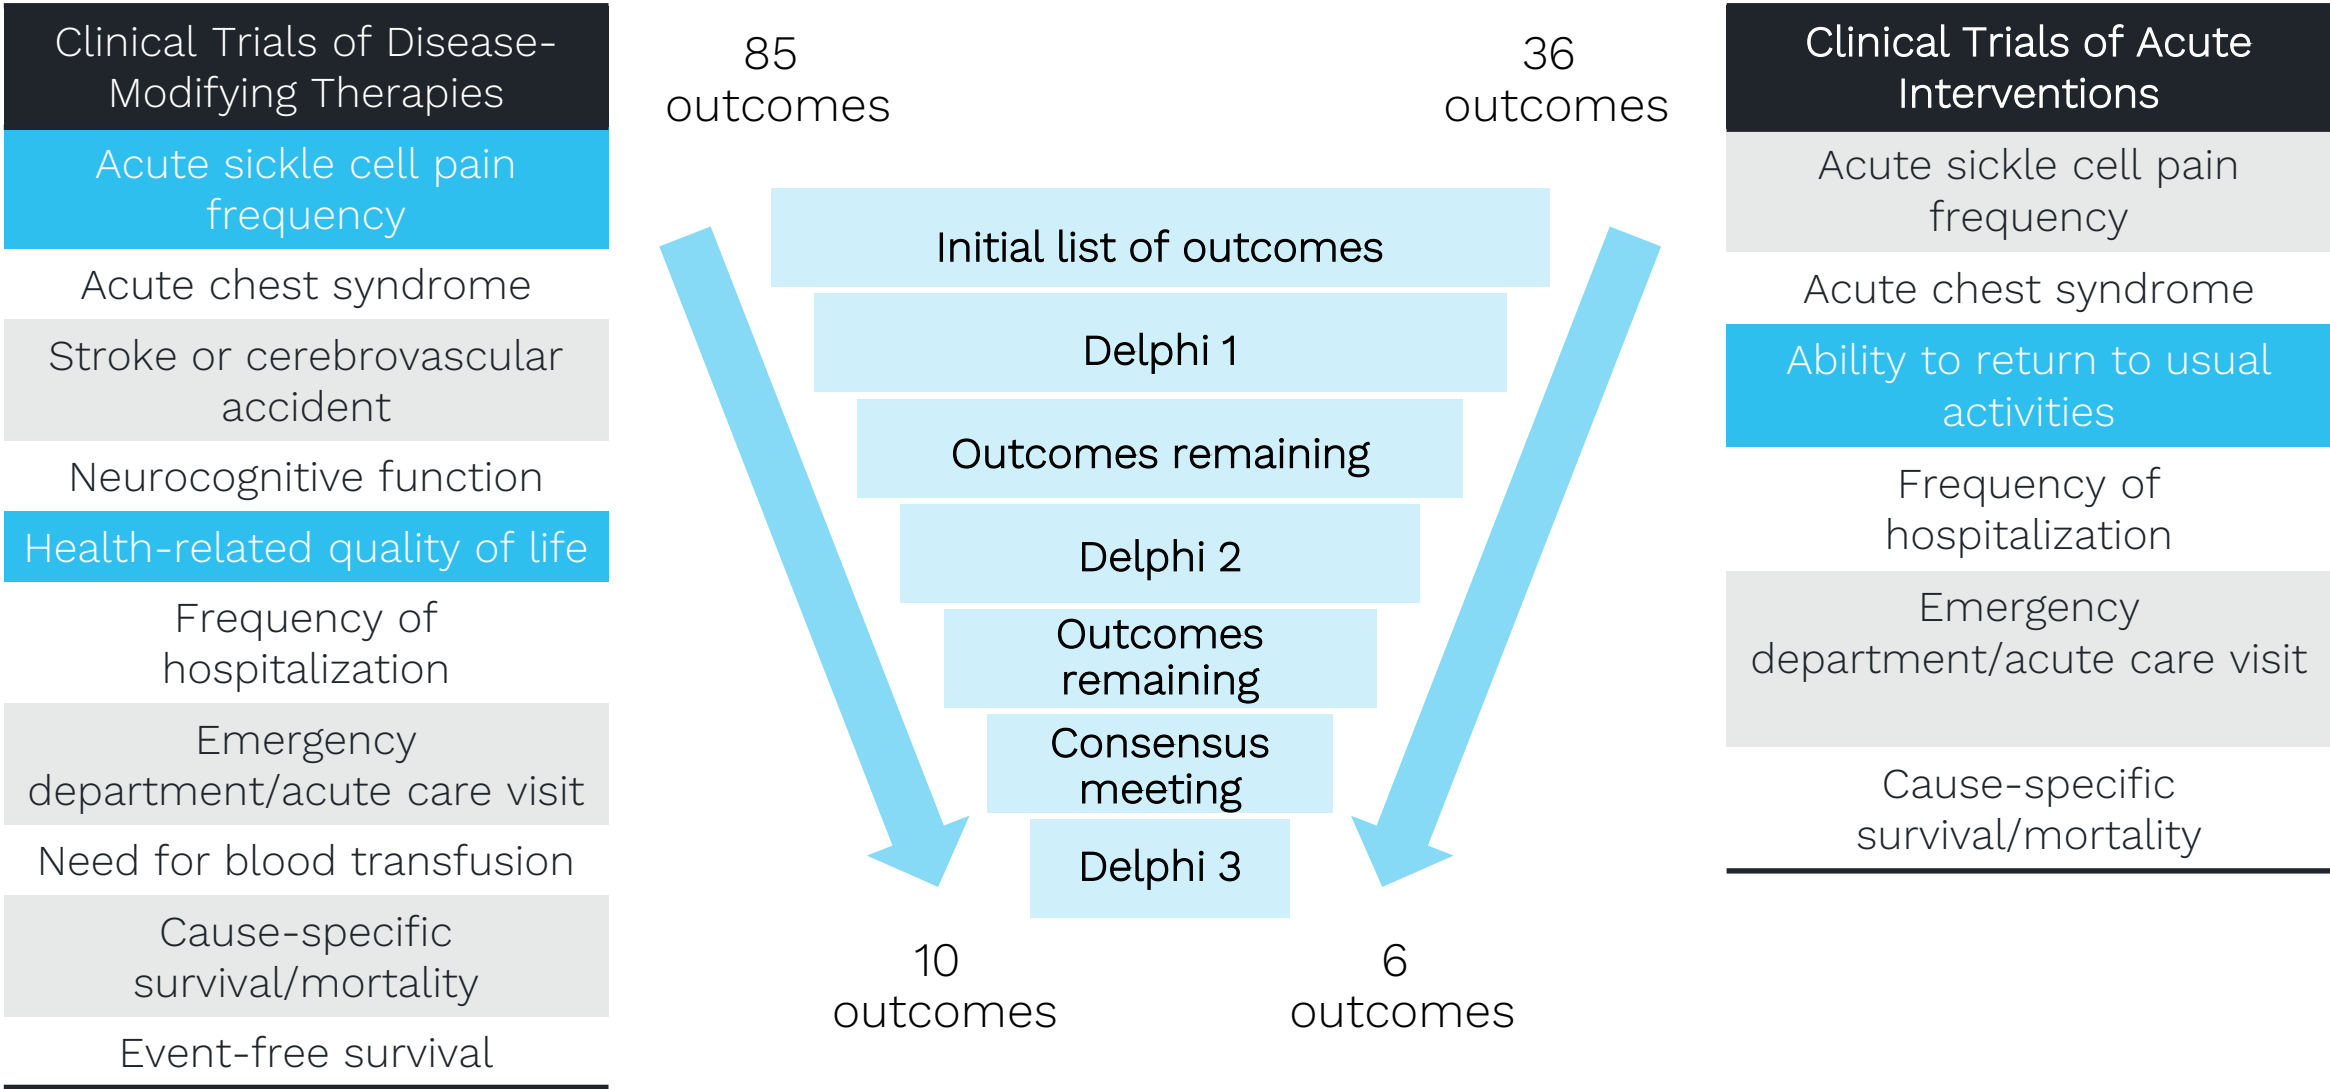 Clinical Trials of Disease-
Modifying Therapies
Acute sickle cell pain
frequency
Acute chest syndrome
Stroke or cerebrovascular
accident
Neurocognitive function
Health-related quality of life
Frequency of
hospitalization
Emergency
department/acute care visit
Need for blood transfusion
Cause-specific
survival/mortality
Event-free survival
85
outcomes
36
outcomes
Initial list of outcomes
Delphi 1
Outcomes remaining
Delphi 2
Outcomes
remaining
Consensus
meeting
Delphi 3
10
outcomes
6
outcomes
Clinical Trials of Acute
Interventions
Acute sickle cell pain
frequency
Acute chest syndrome
Ability to return to usual
activities
Frequency of
hospitalization
Emergency
department/acute care visit
Cause-specific
survival/mortality